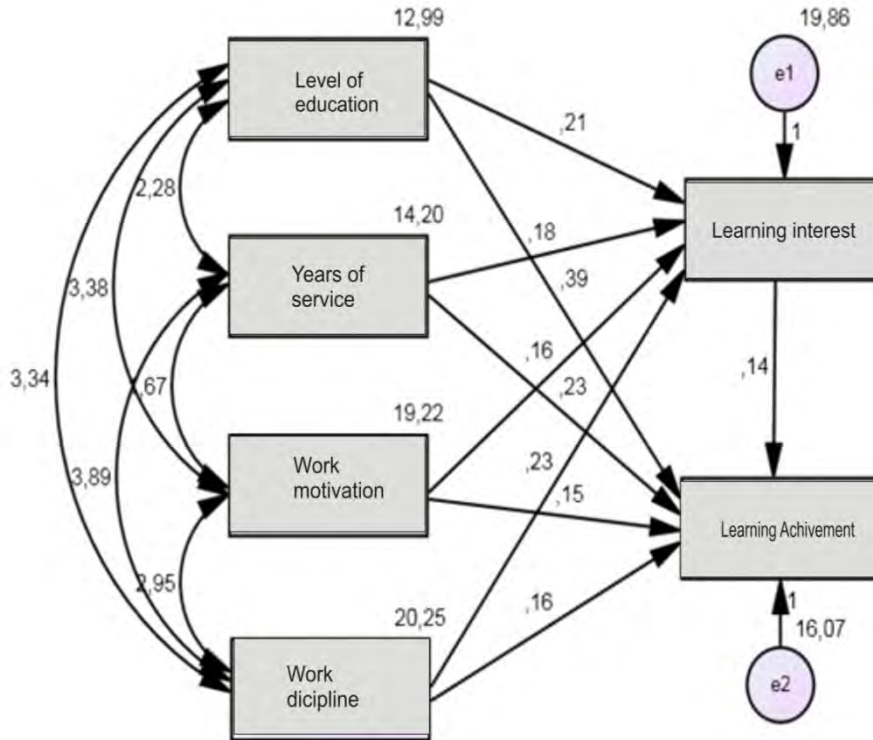 12,99
19,86
Level of
education
e1
,21
1
2,28
14,20
,18
Learning interest
Years of
service
3,38
,39
,16
3,34
,67
,23
,14
19,22
3,89
Work
motivation
,23
,15
Learning Achivement
2,95
20,25
,16
1
16,07
Work
dicipline
e2